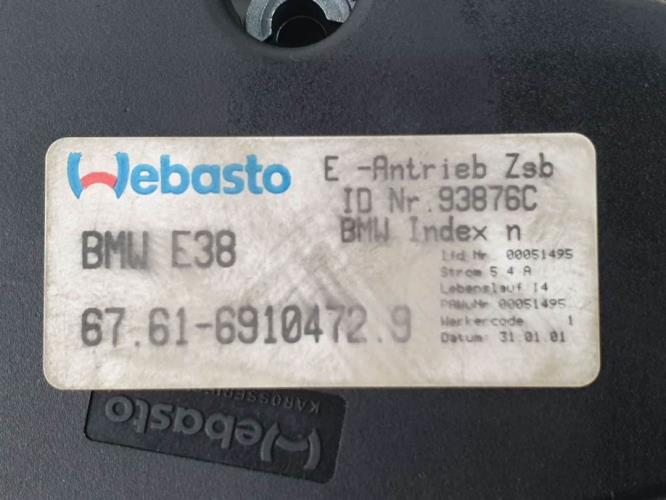 Webasto
E -Antrieb Zsb
ID Nr.93876C
BMW Index n
BMW E38
67.61-6910472.9
Lfd Nr. 00051495
Strom 5 4 A
Lebenslauf 14
PAWuNr 00051495
Werkercode 1
Datum: 31.01.01
Webasto